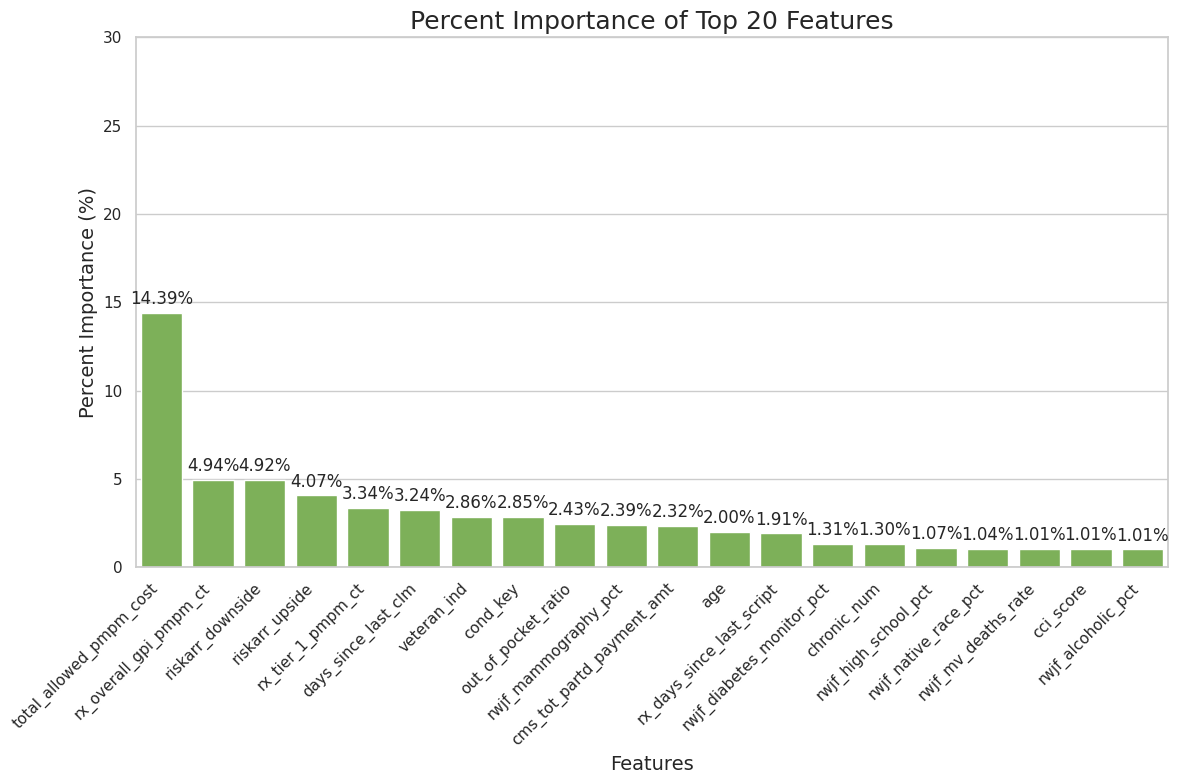 Percent Importance of Top 20 Features
Percent Importance (%)
30
25
20
15
10
5
0
14.39%
4.94%
4.92%
4.07%
3.34%
3.24%
2.86%
2.85%
2.43%
2.39%
2.32%
2.00%
1.91%
1.31%
1.30%
1.07%
1.04%
1.01%
1.01%
1.01%
total_allowed_pmpm_cost
rx_overall_gpi_pmpm_ct
riskarr_downside
riskarr_upside
rx_tier_1_pmpm_ct
days_since_last_clm
veteran_ind
cond_key
out_of_pocket_ratio
rwjf_mammography_pct
cms_tot_partd_payment_amt
age
rx_days_since_last_script
rwjf_diabetes_monitor_pct
chronic_num
rwjf_high_school_pct
rwjf_native_race_pct
rwjf_mv_deaths_rate
cci_score
rwjf_alcoholic_pct
Features